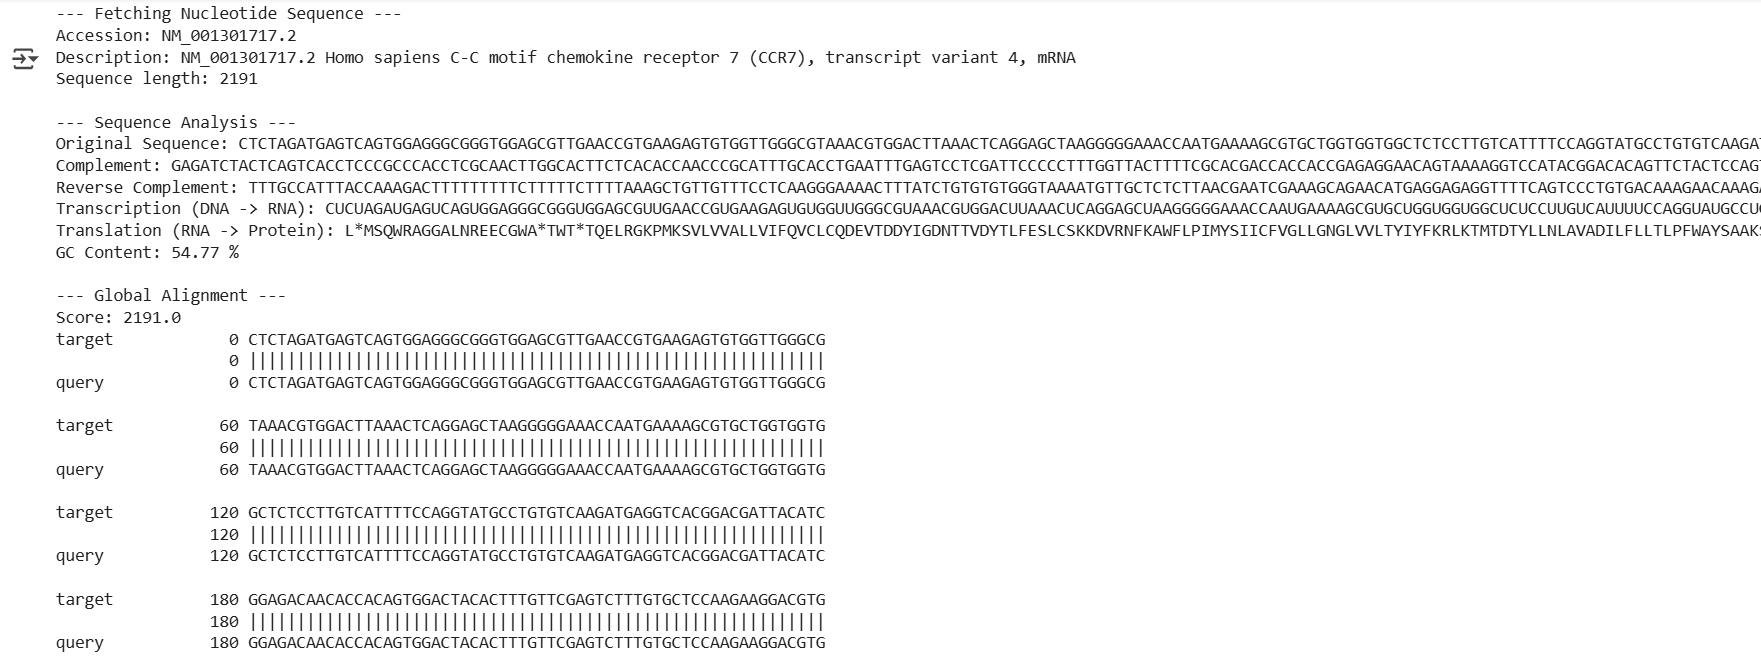 --- Fetching Nucleotide Sequence ---
Accession: NM_001301717.2
Description: NM_001301717.2 Homo sapiens C-C motif chemokine receptor 7 (CCR7), transcript variant 4, mRNA
Sequence length: 2191
--- Sequence Analysis ---
Original Sequence: CTCTAGATGAGTCAGTGGAGGGCGGGTGGAGCGTTGAACCGTGAAGAGTGTGGTTGGGCGTAAACGTGGACTTAAACTCAGGAGCTAAGGGGGAAACCAATGAAAAGCGTGCTGGTGGTGGCTCTCCTTGTCATTTTCCAGGTATGCCTGTGTCAAGAT
Complement: GAGATCTACTCAGTCACCTCCCGCCCACCTCGCAACTTGGCACTTCTCACACCAACCCGCATTTGCACCTGAATTTGAGTCCTCGATTCCCCCTTTGGTTACTTTTCGCACGACCACCACCGAGAGGAACAGTAAAAGGTCCATACGGACACAGTTCTACTCCAGT
Reverse Complement: TTTGCCATTTACCAAAGACTTTTTTTTTCTTTTTCTTTTAAAGCTGTTGTTTCCTCAAGGGAAAACTTTATCTGTGTGTGGGTAAAATGTTGCTCTCTTAACGAATCGAAAGCAGAACATGAGGAGAGGTTTTCAGTCCCTGTGACAAAGAACAAAGA
Transcription (DNA -> RNA): CUCUAGAUGAGUCAGUGGAGGGCGGGUGGAGCGUUGAACCGUGAAGAGUGUGGUUGGGCGUAAACGUGGACUUAAACUCAGGAGCUAAGGGGGAAACCAAUGAAAAGCGUGCUGGUGGUGGCUCUCCUUGUCAUUUUCCAGGUAUGCCUG
Translation (RNA -> Protein): L*MSQWRAGGALNREECGWA*TWT*TQELRGKPMKSVLVVALLVIFQVCLCQDEVTDDYIGDNTTVDYTLFESLCSKKDVRNFKAWFLPIMYSIICFVGLLGNGLVVLTYIYFKRLKTMTDTYLLNLAVADILFLLTLPFWAYSAAKS
GC Content: 54.77 %
--- Global Alignment ---
Score: 2191.0
target 0 CTCTAGATGAGTCAGTGGAGGGCGGGTGGAGCGTTGAACCGTGAAGAGTGTGGTTGGGCG
0 ||||||||||||||||||||||||||||||||||||||||||||||||||||||||||||
query 0 CTCTAGATGAGTCAGTGGAGGGCGGGTGGAGCGTTGAACCGTGAAGAGTGTGGTTGGGCG
target 60 TAAACGTGGACTTAAACTCAGGAGCTAAGGGGGAAACCAATGAAAAGCGTGCTGGTGGTG
60 ||||||||||||||||||||||||||||||||||||||||||||||||||||||||||||
query 60 TAAACGTGGACTTAAACTCAGGAGCTAAGGGGGAAACCAATGAAAAGCGTGCTGGTGGTG
target 120 GCTCTCCTTGTCATTTTCCAGGTATGCCTGTGTCAAGATGAGGTCACGGACGATTACATC
120 ||||||||||||||||||||||||||||||||||||||||||||||||||||||||||||
query 120 GCTCTCCTTGTCATTTTCCAGGTATGCCTGTGTCAAGATGAGGTCACGGACGATTACATC
target 180 GGAGACAACACCACAGTGGACTACACTTTGTTCGAGTCTTTGTGCTCCAAGAAGGACGTG
180 ||||||||||||||||||||||||||||||||||||||||||||||||||||||||||||
query 180 GGAGACAACACCACAGTGGACTACACTTTGTTCGAGTCTTTGTGCTCCAAGAAGGACGTG